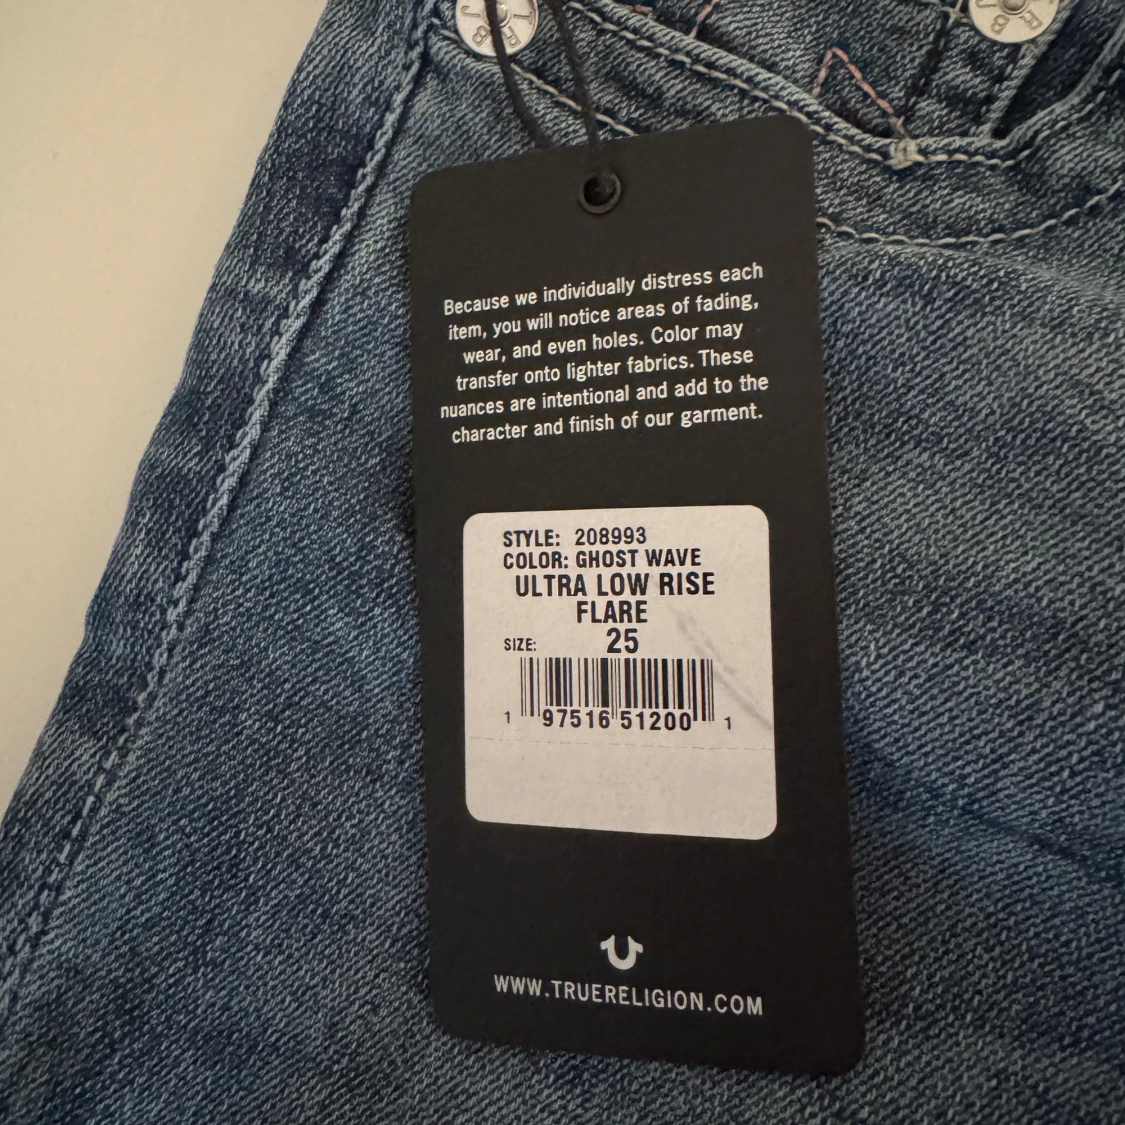 Because we individually distress each
item, you will notice areas of fading,
wear, and even holes. Color may
transfer onto lighter fabrics. These
nuances are intentional and add to the
character and finish of our garment.
STYLE: 208993
COLOR: GHOST WAVE
ULTRA LOW RISE
FLARE
SIZE: 25
1 97516 51200 1
WWW.TRUERELIGION.COM